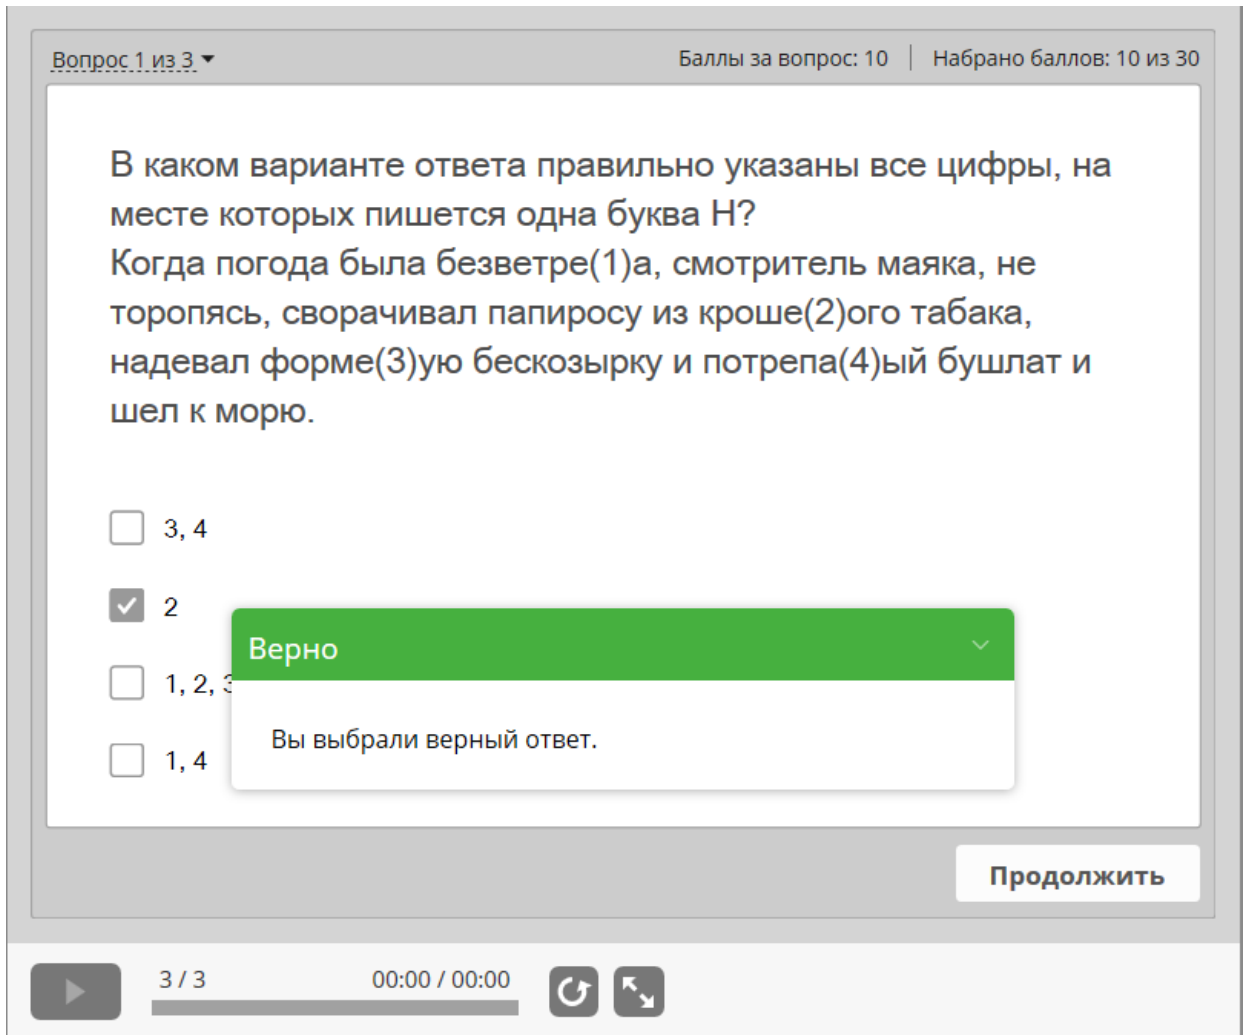 Вопрос 1 из 3
Баллы за вопрос: 10 | Набрано баллов: 10 из 30
В каком варианте ответа правильно указаны все цифры, на
месте которых пишется одна буква Н?
Когда погода была безветре(1)а, смотритель маяка, не
торопясь, сворачивал папиросу из кроше(2)ого табака,
надевал форме(3)ую бескозырку и потрепа(4)ый бушлат и
шел к морю.
3, 4
2
Верно
1, 2, 3
Вы выбрали верный ответ.
1, 4
Продолжить
3 / 3
00:00 / 00:00